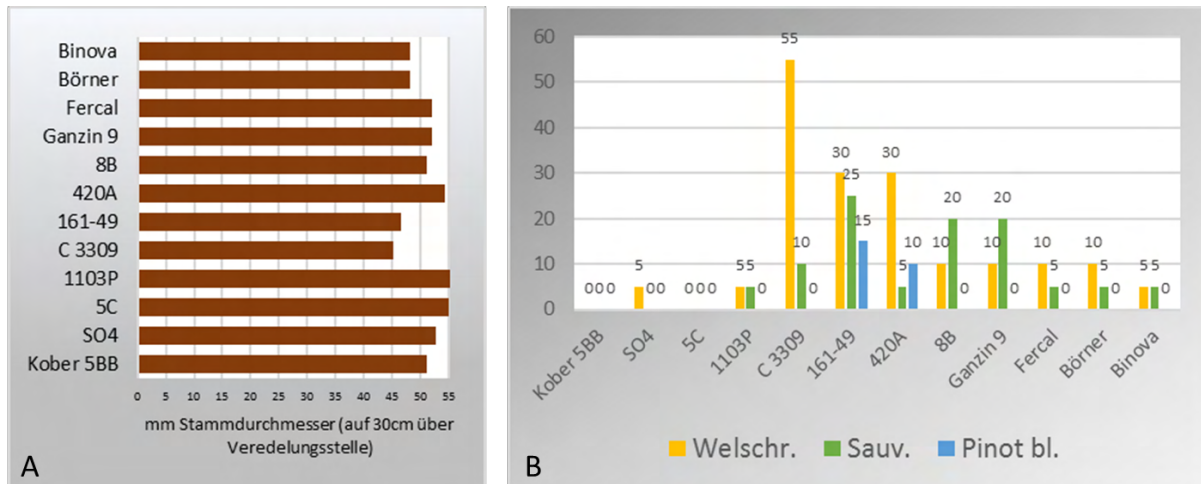 Binova
Börner
Fercal
Ganzin 9
8B
420A
161-49
C 3309
1103P
5C
SO4
Kober 5BB
0 5 10 15 20 25 30 35 40 45 50 55
mm Stammdurchmesser (auf 30cm über
Veredelungsstelle)
A
60
50
40
30
20
10
0
0 0 0
5 0 0
0 0 0
5 5 0
55 10 0
30 25 15
30 5 10
10 20 0
10 20 0
10 5 0
10 5 0
5 5 0
Kober 5BB
SO4
5C
1103P
C 3309
161-49
420A
8B
Ganzin 9
Fercal
Börner
Binova
Welschr. Sauv. Pinot bl.
B